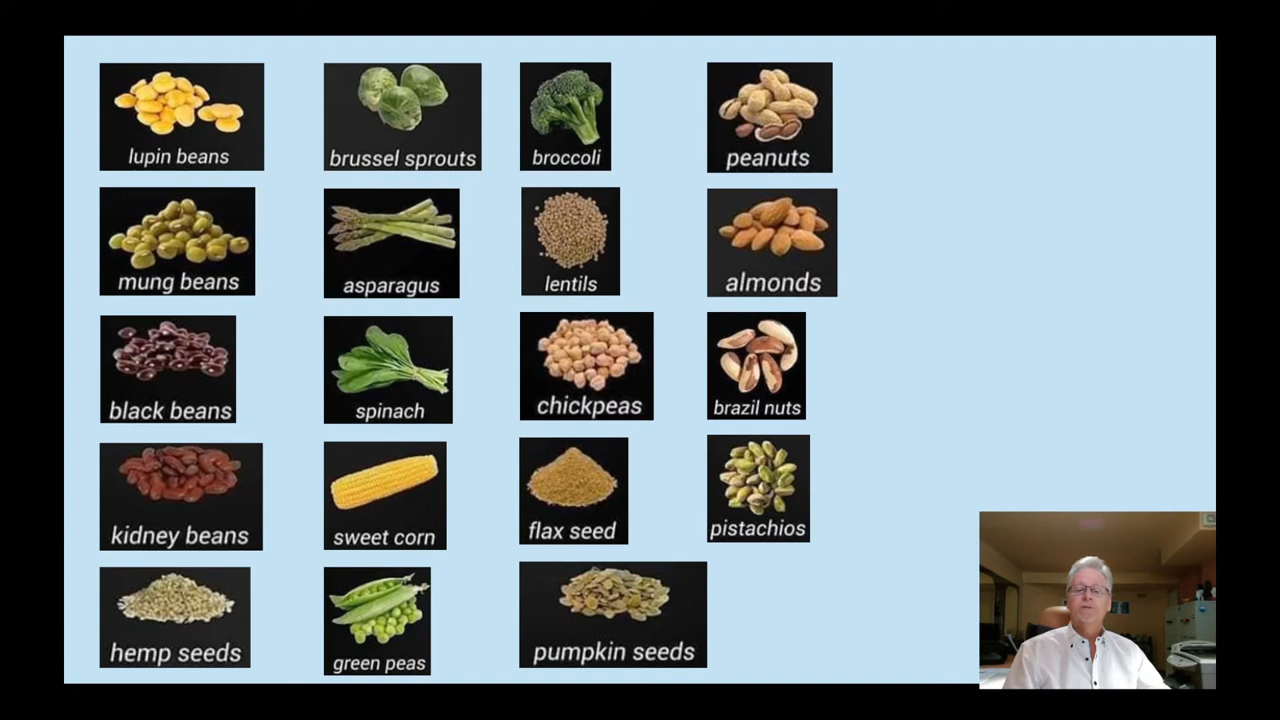 lupin beans
brussel sprouts
broccoli
peanuts
mung beans
asparagus
lentils
almonds
black beans
spinach
chickpeas
brazil nuts
kidney beans
sweet corn
flax seed
pistachios
hemp seeds
green peas
pumpkin seeds